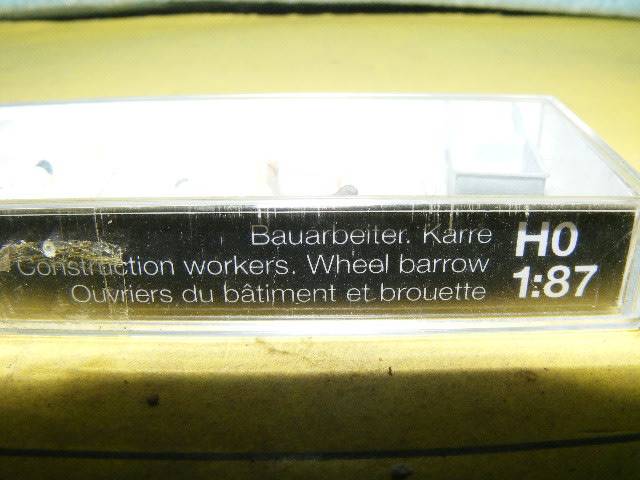 Bauarbeiter. Karre
Construction workers. Wheel barrow
Ouvriers du bâtiment et brouette
H0
1:87